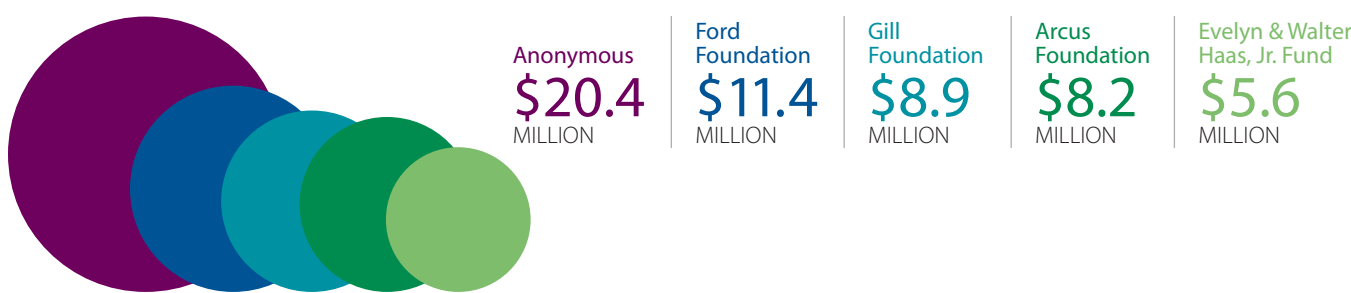 Anonymous
$20.4
MILLION
Ford
Foundation
$11.4
MILLION
Gill
Foundation
$8.9
MILLION
Arcus
Foundation
$8.2
MILLION
Evelyn & Walter
Haas, Jr. Fund
$5.6
MILLION